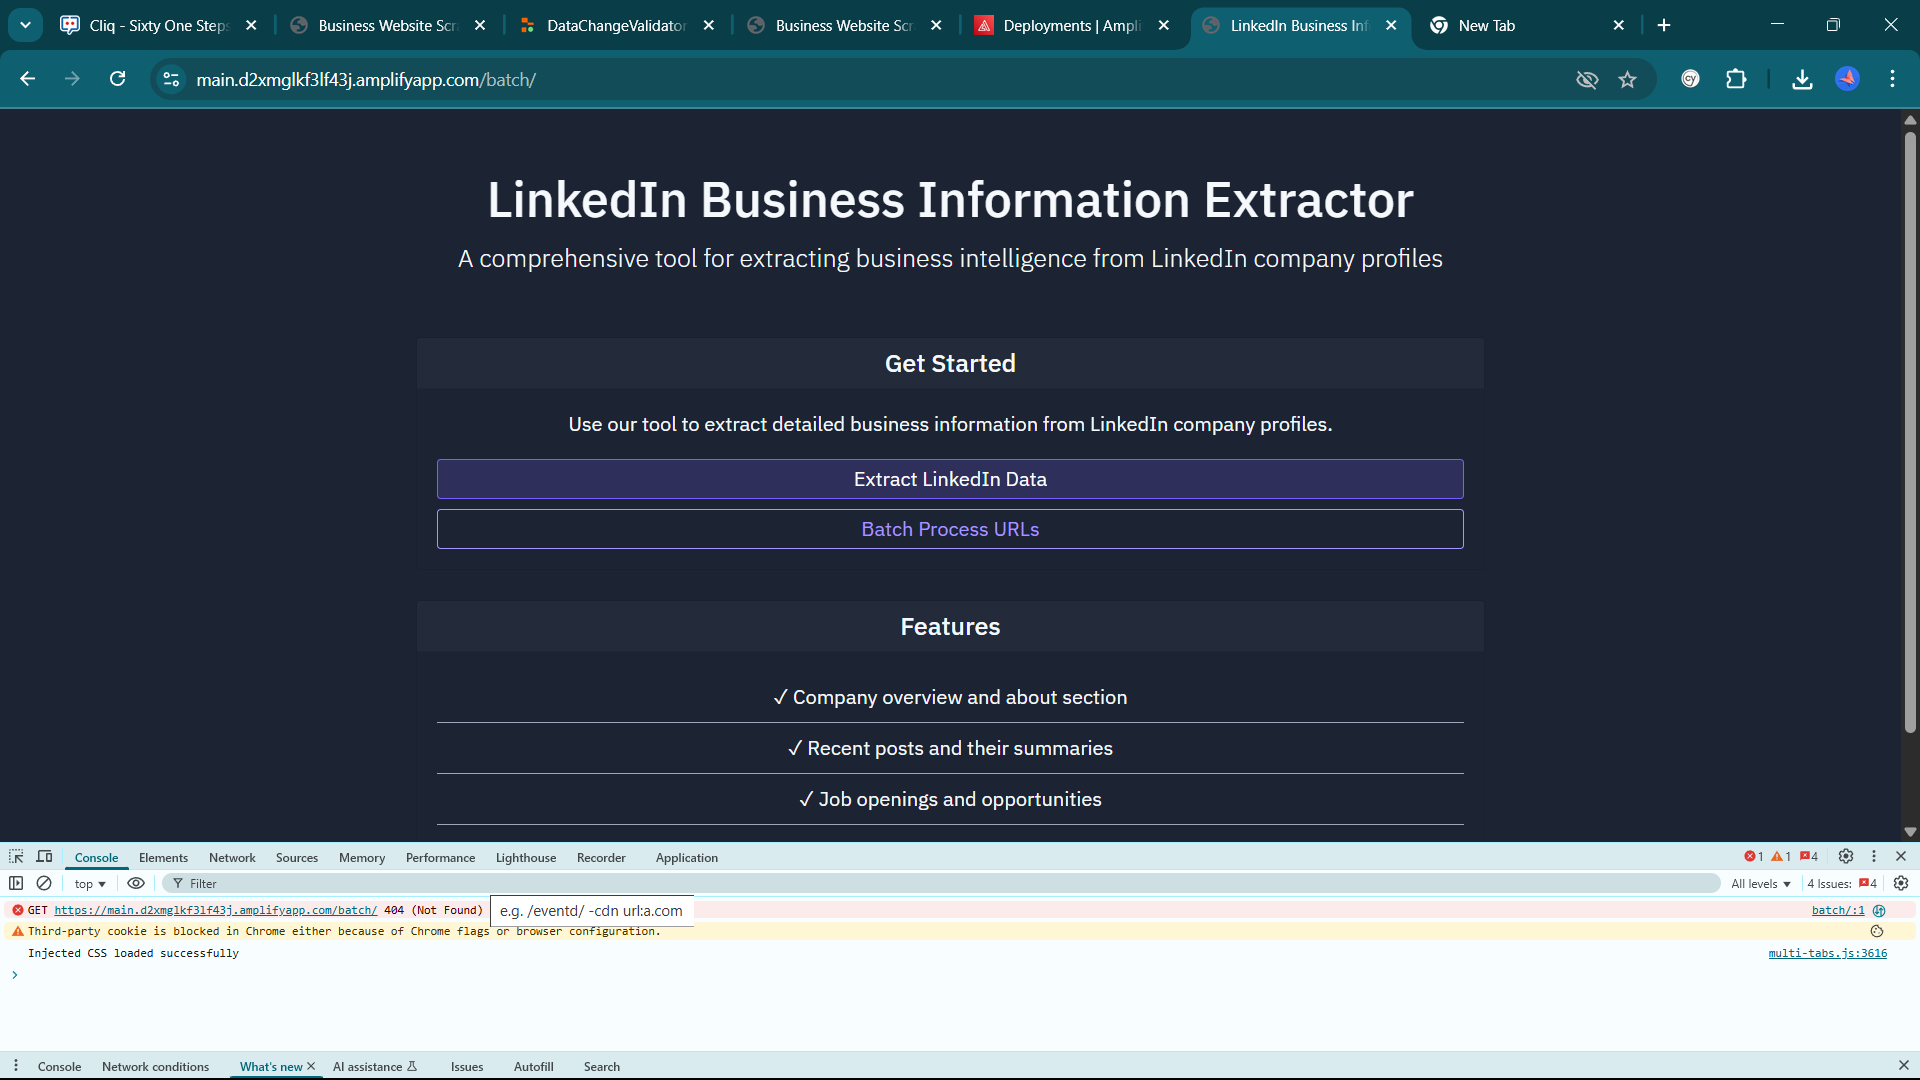 Cliq - Sixty One Steps
Business Website Scr
DataChangeValidator
Business Website Scr
Deployments | Ampli
LinkedIn Business Inf
New Tab
main.d2xmglkf3lf43j.amplifyapp.com/batch/
cy
LinkedIn Business Information Extractor
A comprehensive tool for extracting business intelligence from LinkedIn company profiles
Get Started
Use our tool to extract detailed business information from LinkedIn company profiles.
Extract LinkedIn Data
Batch Process URLs
Features
✓ Company overview and about section
✓ Recent posts and their summaries
✓ Job openings and opportunities
Console Elements Network Sources Memory Performance Lighthouse Recorder Application 1 1 4
top Filter All levels 4 Issues: 4
GET https://main.d2xmglkf3lf43j.amplifyapp.com/batch/ 404 (Not Found) batch/:1
e.g. /eventd/ -cdn url:a.com
Third-party cookie is blocked in Chrome either because of Chrome flags or browser configuration.
Injected CSS loaded successfully multi-tabs.js:3616
Console Network conditions What's new AI assistance Issues Autofill Search